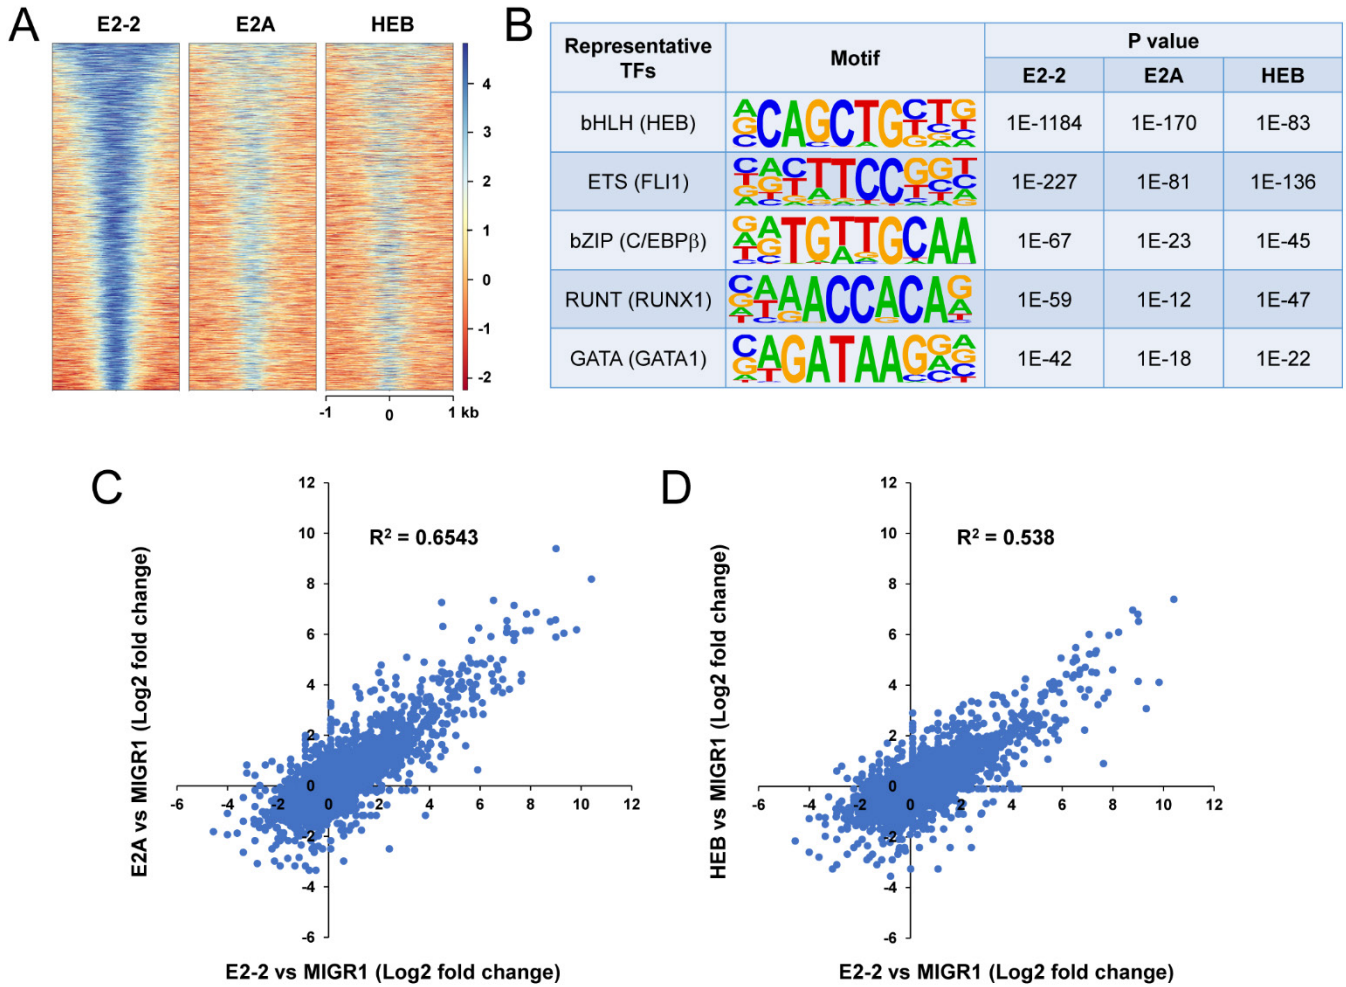 A
E2-2
E2A
HEB
4
3
2
1
0
-1
-2
-1
0
1 kb
B
Representative TFs
Motif
P value
E2-2
E2A
HEB
bHLH (HEB)
CAGCTG
1E-1184
1E-170
1E-83
ETS (FLI1)
ACTTCCGGT
1E-227
1E-81
1E-136
bZIP (C/EBPβ)
GATGTTGCAA
1E-67
1E-23
1E-45
RUNT (RUNX1)
CAAACCACAG
1E-59
1E-12
1E-47
GATA (GATA1)
CAGATAAGGA
1E-42
1E-18
1E-22
C
R² = 0.6543
E2A vs MIGR1 (Log2 fold change)
12
10
8
6
4
2
0
-2
-4
-6
-6
-4
-2
0
2
4
6
8
10
12
E2-2 vs MIGR1 (Log2 fold change)
D
R² = 0.538
HEB vs MIGR1 (Log2 fold change)
12
10
8
6
4
2
0
-2
-4
-6
-6
-4
-2
0
2
4
6
8
10
12
E2-2 vs MIGR1 (Log2 fold change)